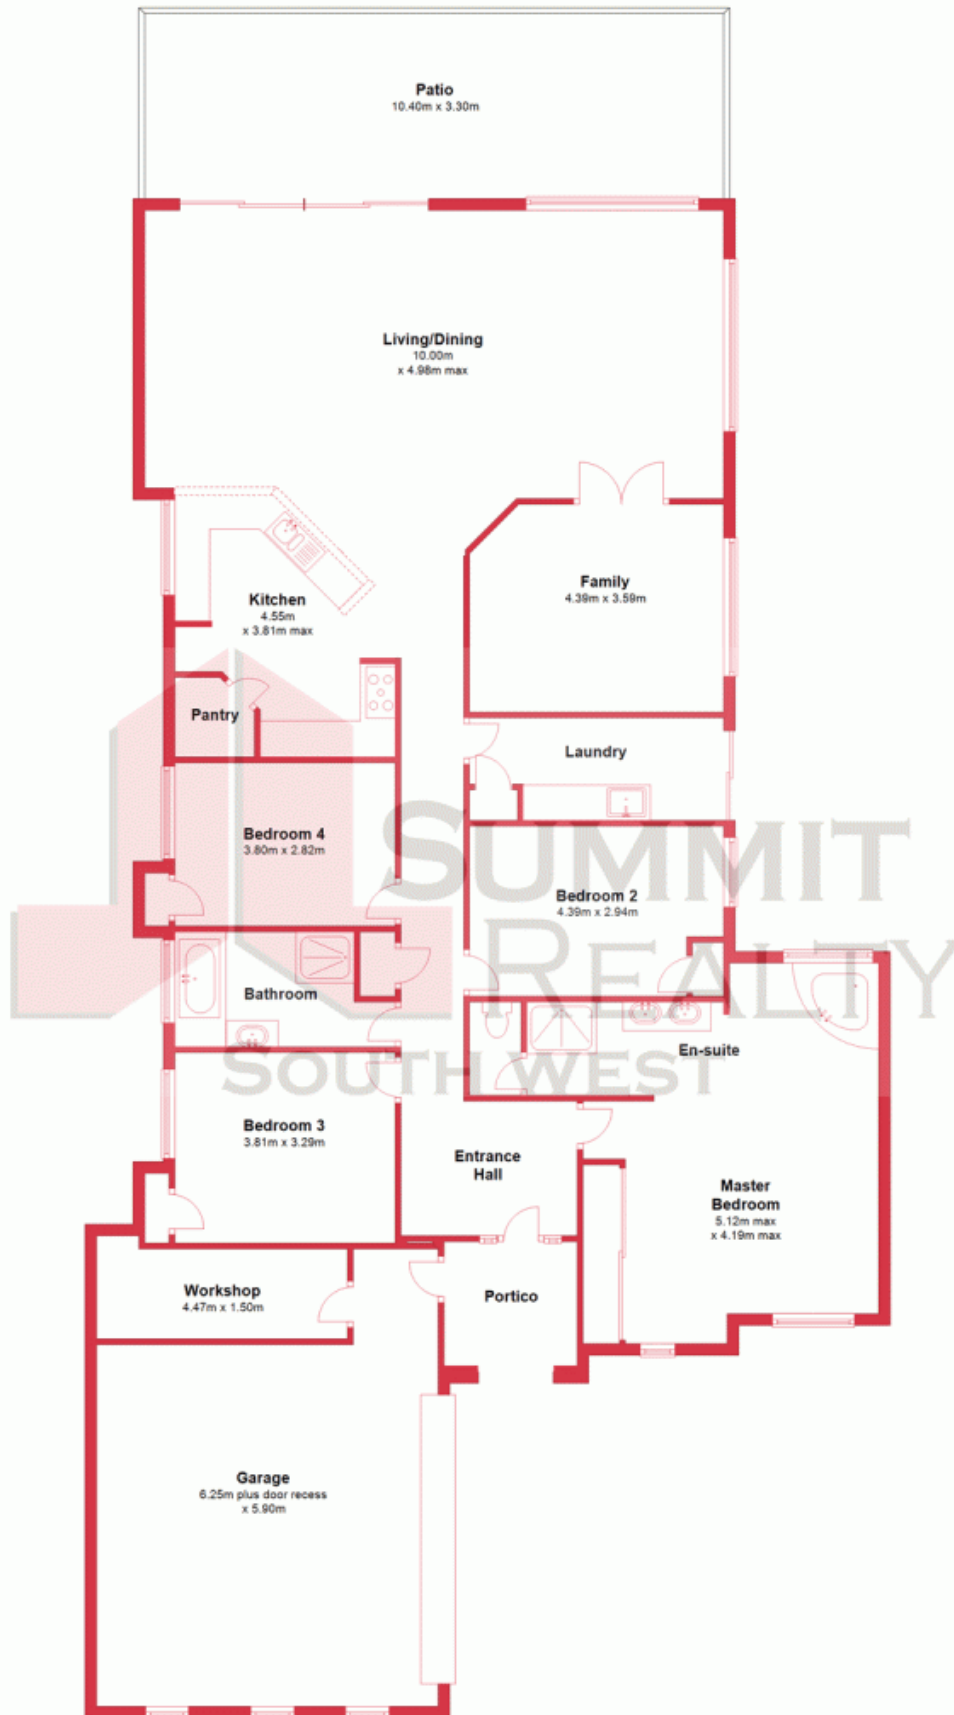 Patio
10.40m x 3.30m
Living/Dining
10.00m
x 4.98m max
Family
4.39m x 3.59m
Kitchen
4.55m
x 3.81m max
Pantry
Laundry
Bedroom 4
3.80m x 2.82m
SUMMIT
Bedroom 2
4.39m x 2.94m
REALTY
Bathroom
En-suite
SOUTH WEST
Bedroom 3
3.81m x 3.29m
Entrance
Hall
Master
Bedroom
5.12m max
x 4.19m max
Workshop
4.47m x 1.50m
Portico
Garage
6.25m plus door recess
x 5.90m